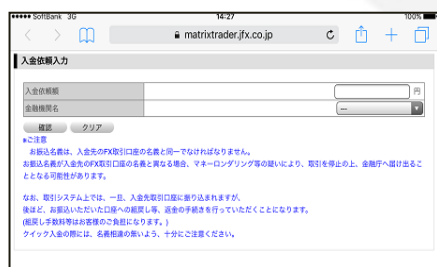 SoftBank 3G 14:27 100%
matrixtrader.jfx.co.jp
入金依頼入力
入金依頼額 円
金融機関名 ---
確認 クリア
※ご注意
お振込名義は、入金先のFX取引口座の名義と同一でなければなりません。
お振込名義が入金先のFX取引口座の名義と異なる場合、マネーロンダリング等の疑いにより、取引を停止の上、金融庁へ届け出るこ
ととなる可能性があります。
なお、取引システム上では、一旦、入金先取引口座に振り込まれますが、
後ほど、お振込いただいた口座への組戻し等、返金の手続きを行っていただくことになります。
(組戻し手数料等はお客様のご負担になります。)
クイック入金の際には、名義相違の無いよう、十分にご注意ください。